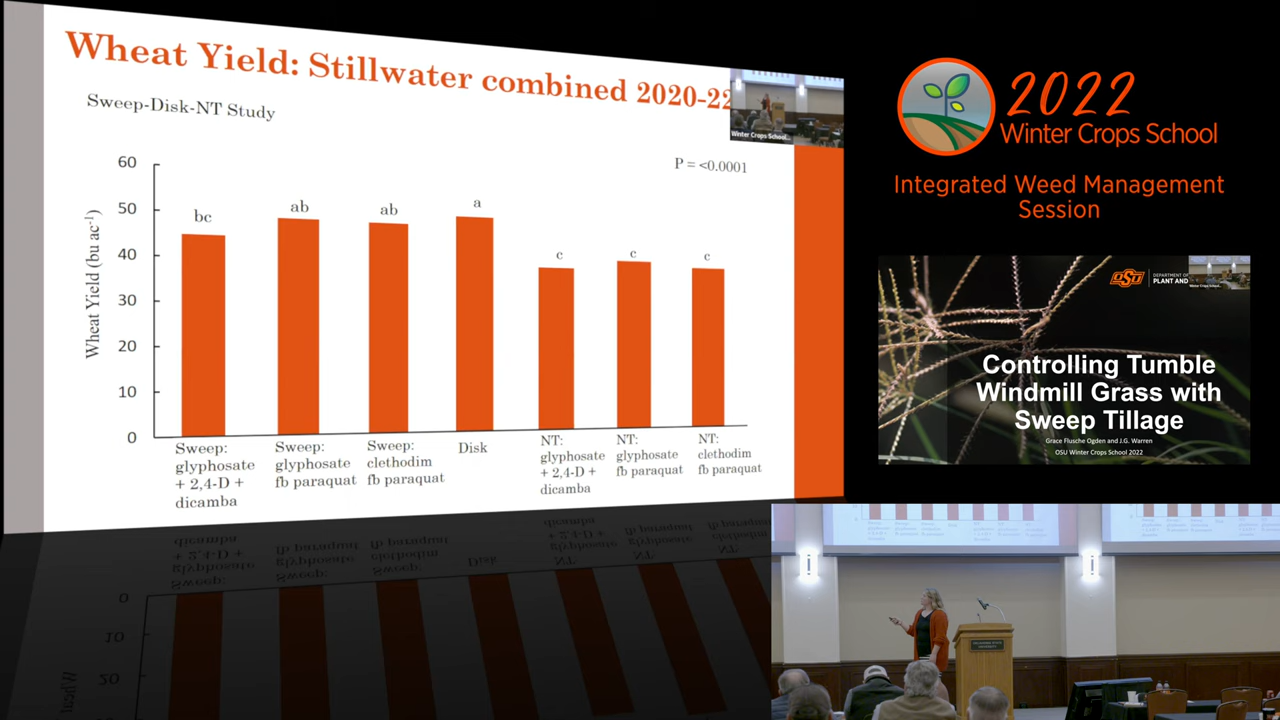 Wheat Yield: Stillwater combined 2020-22
Sweep-Disk-NT Study
Winter Crops School...
P = <0.0001
Wheat Yield (bu ac-1)
60
50
40
30
20
10
0
bc
ab
ab
a
c
c
c
Sweep:
glyphosate
+ 2,4-D +
dicamba
Sweep:
glyphosate
fb paraquat
Sweep:
clethodim
fb paraquat
Disk
NT:
glyphosate
+ 2,4-D +
dicamba
NT:
glyphosate
fb paraquat
NT:
clethodim
fb paraquat
2022
Winter Crops School
Integrated Weed Management
Session
OSU
DEPARTMENT OF
PLANT AND
Winter Crops School...
Controlling Tumble
Windmill Grass with
Sweep Tillage
Grace Flusche Ogden and J.G. Warren
OSU Winter Crops School 2022